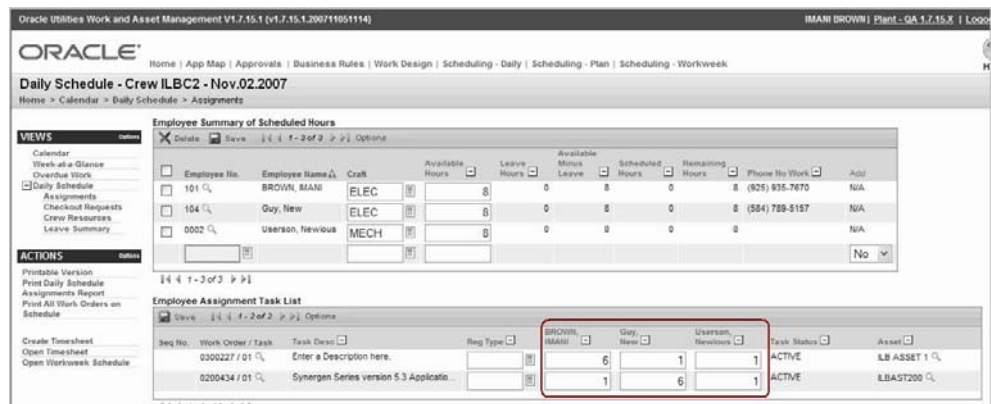 Oracle Utilities Work and Asset Management V1.7.15.1 (v1.7.15.1.200711051114) IMANI BROWN | Plant - QA 1.7.15.X | Logo
ORACLE
Home | App Map | Approvals | Business Rules | Work Design | Scheduling - Daily | Scheduling - Plan | Scheduling - Workweek
H
Daily Schedule - Crew ILBC2 - Nov.02.2007
Home > Calendar > Daily Schedule > Assignments
VIEWS Options
Calendar
Week-at-a-Glance
Overdue Work
Daily Schedule
Assignments
Checkout Requests
Crew Resources
Leave Summary
ACTIONS Options
Printable Version
Print Daily Schedule
Assignments Report
Print All Work Orders on
Schedule
Create Timesheet
Open Timesheet
Open Workweek Schedule
Employee Summary of Scheduled Hours
Delete Save 1 - 3 of 3 Options
Employee No. Employee Name Craft Available Hours Leave Hours Available Minus Leave Scheduled Hours Remaining Hours Phone No Work Add
101 BROWN, IMANI ELEC 8 0 8 0 8 (925) 935-7670 N/A
104 Guy, New ELEC 8 0 8 0 8 (584) 789-5157 N/A
0002 Userson, Newious MECH 8 0 8 0 8 N/A
No
1 - 3 of 3
Employee Assignment Task List
Save 1 - 2 of 2 Options
Seq No. Work Order / Task Task Desc Reg Type BROWN, IMANI Guy, New Userson, Newious Task Status Asset
0300227 / 01 Enter a Description here. 6 1 1 ACTIVE ILB ASSET 1
0200434 / 01 Synergen Series version 5.3 Applicatio... 1 6 1 ACTIVE ILBAST200